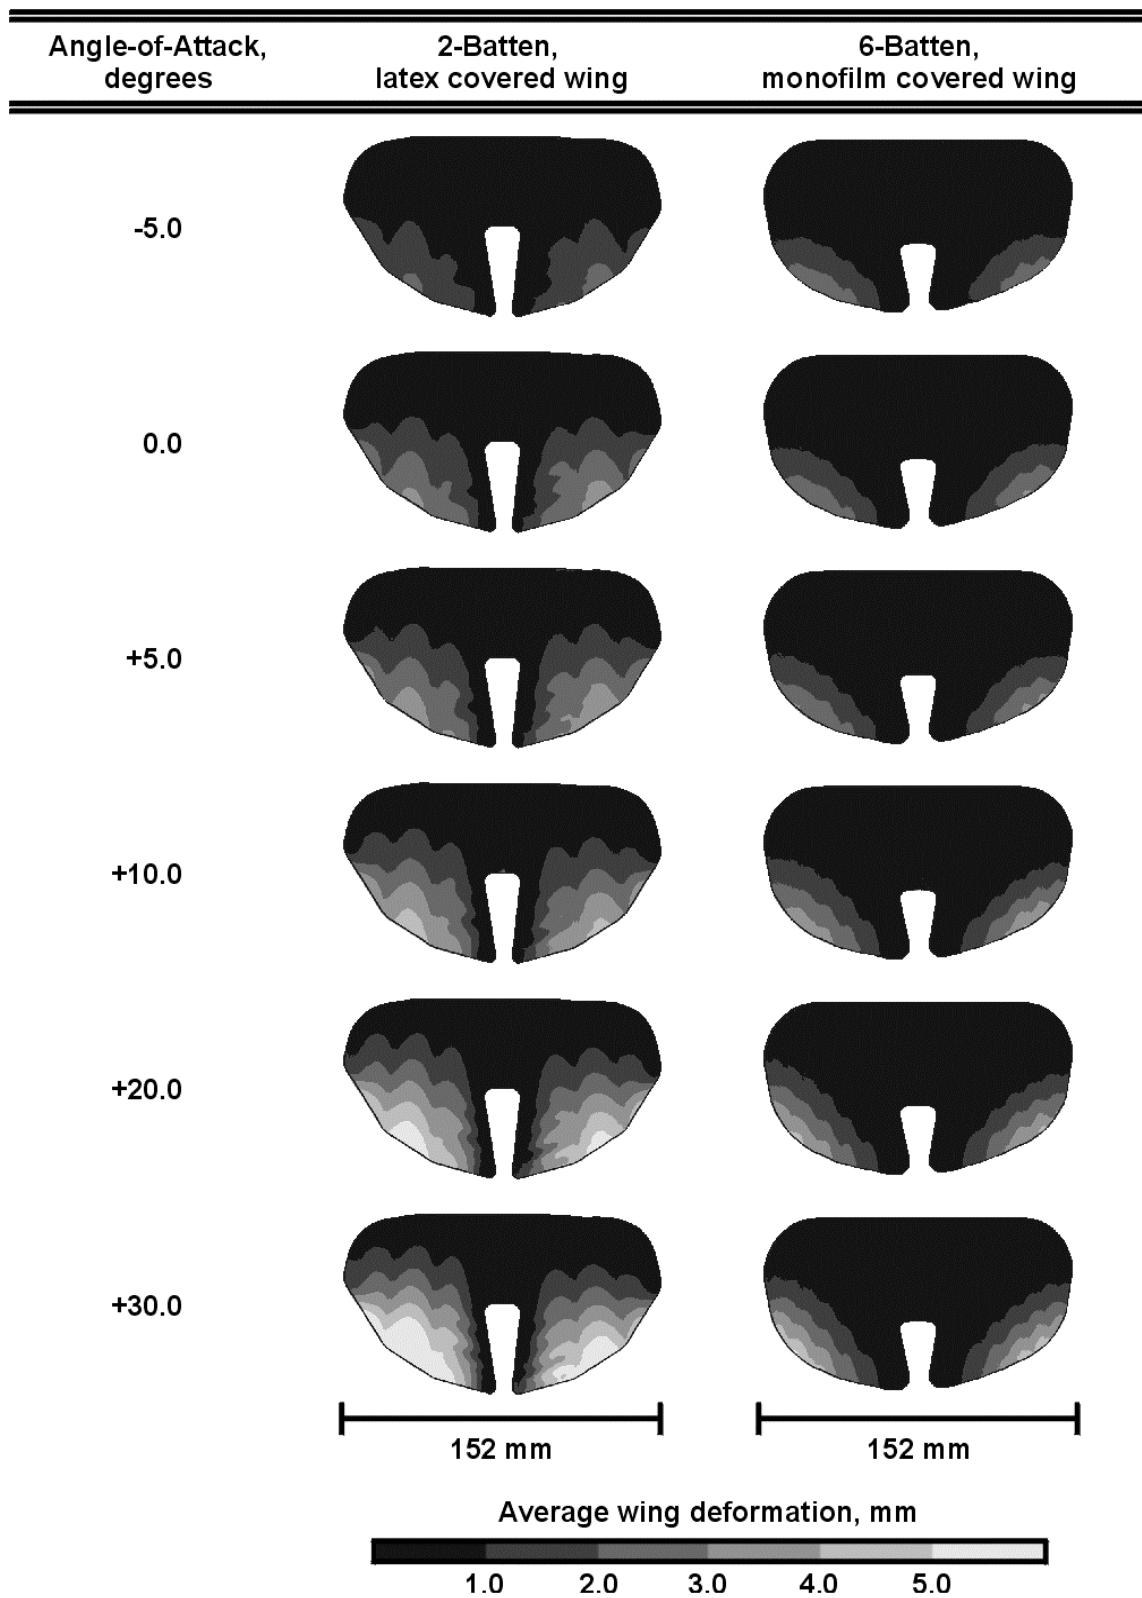 Angle-of-Attack,
degrees
2-Batten,
latex covered wing
6-Batten,
monofilm covered wing
-5.0
0.0
+5.0
+10.0
+20.0
+30.0
152 mm
152 mm
Average wing deformation, mm
1.0 2.0 3.0 4.0 5.0